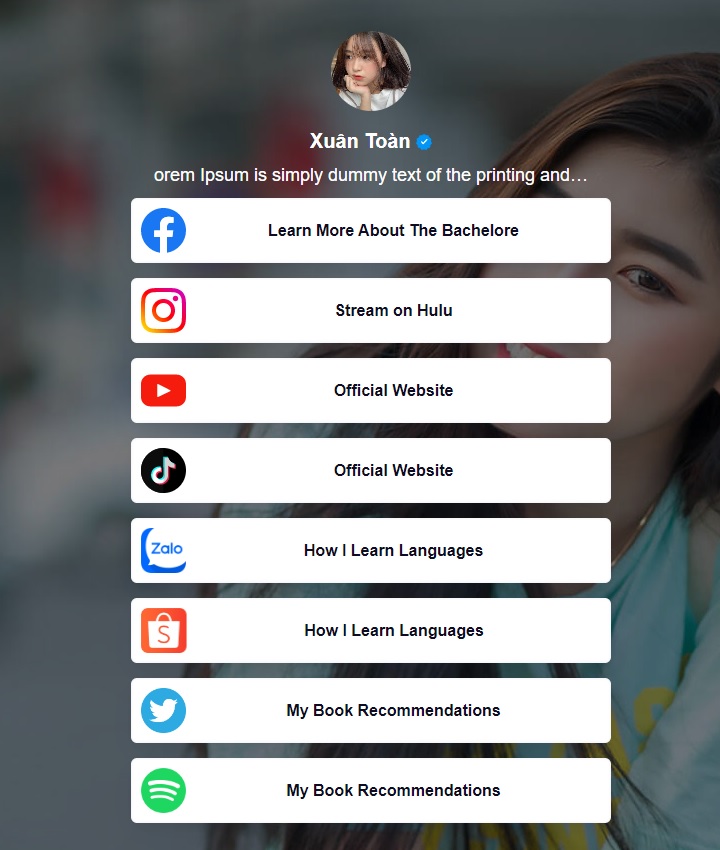 Xuân Toàn
orem Ipsum is simply dummy text of the printing and…
Learn More About The Bachelore
Stream on Hulu
Official Website
Official Website
Zalo
How I Learn Languages
S
How I Learn Languages
My Book Recommendations
My Book Recommendations